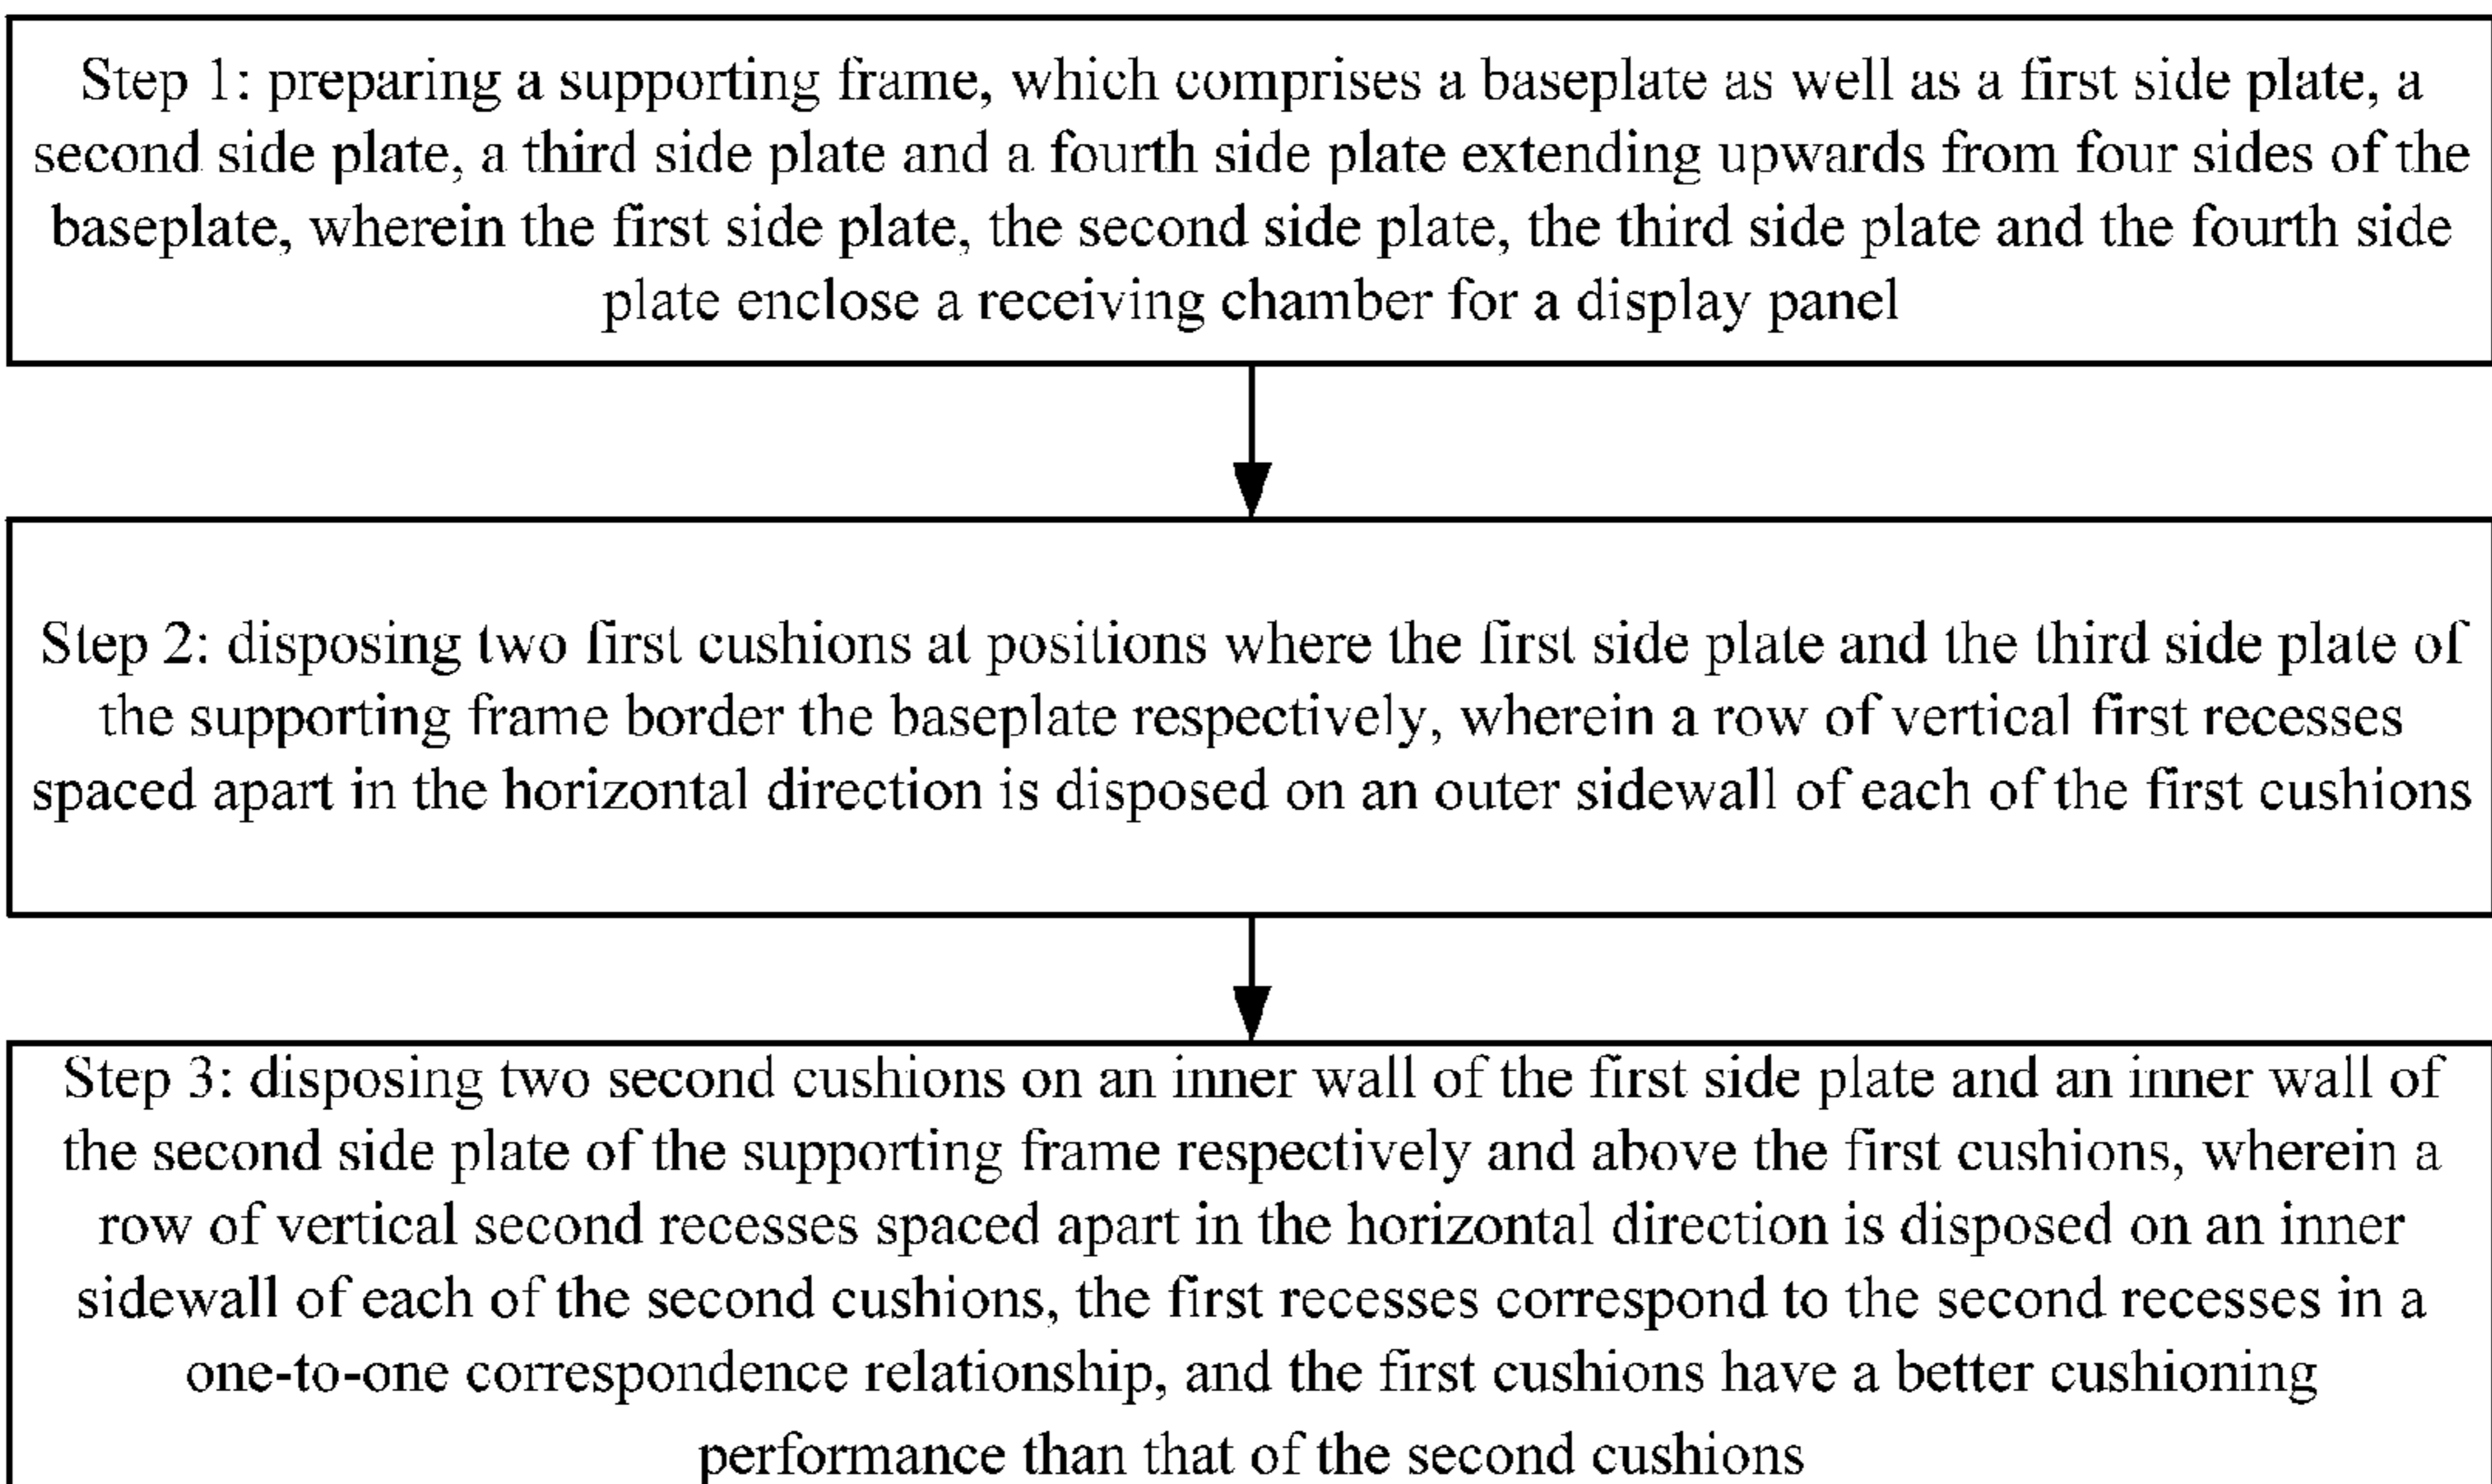 Step 1: preparing a supporting frame, which comprises a baseplate as well as a first side plate, a
second side plate, a third side plate and a fourth side plate extending upwards from four sides of the
baseplate, wherein the first side plate, the second side plate, the third side plate and the fourth side
plate enclose a receiving chamber for a display panel
Step 2: disposing two first cushions at positions where the first side plate and the third side plate of
the supporting frame border the baseplate respectively, wherein a row of vertical first recesses
spaced apart in the horizontal direction is disposed on an outer sidewall of each of the first cushions
Step 3: disposing two second cushions on an inner wall of the first side plate and an inner wall of
the second side plate of the supporting frame respectively and above the first cushions, wherein a
row of vertical second recesses spaced apart in the horizontal direction is disposed on an inner
sidewall of each of the second cushions, the first recesses correspond to the second recesses in a
one-to-one correspondence relationship, and the first cushions have a better cushioning
performance than that of the second cushions